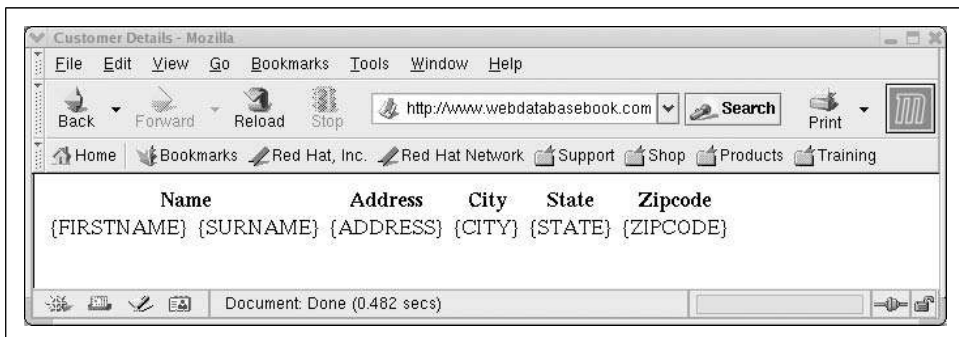 Customer Details - Mozilla
File Edit View Go Bookmarks Tools Window Help
Back Forward Reload Stop http://www.webdatabasebook.com Search Print
Home Bookmarks Red Hat, Inc. Red Hat Network Support Shop Products Training
Name Address City State Zipcode
{FIRSTNAME} {SURNAME} {ADDRESS} {CITY} {STATE} {ZIPCODE}
Document: Done (0.482 secs)